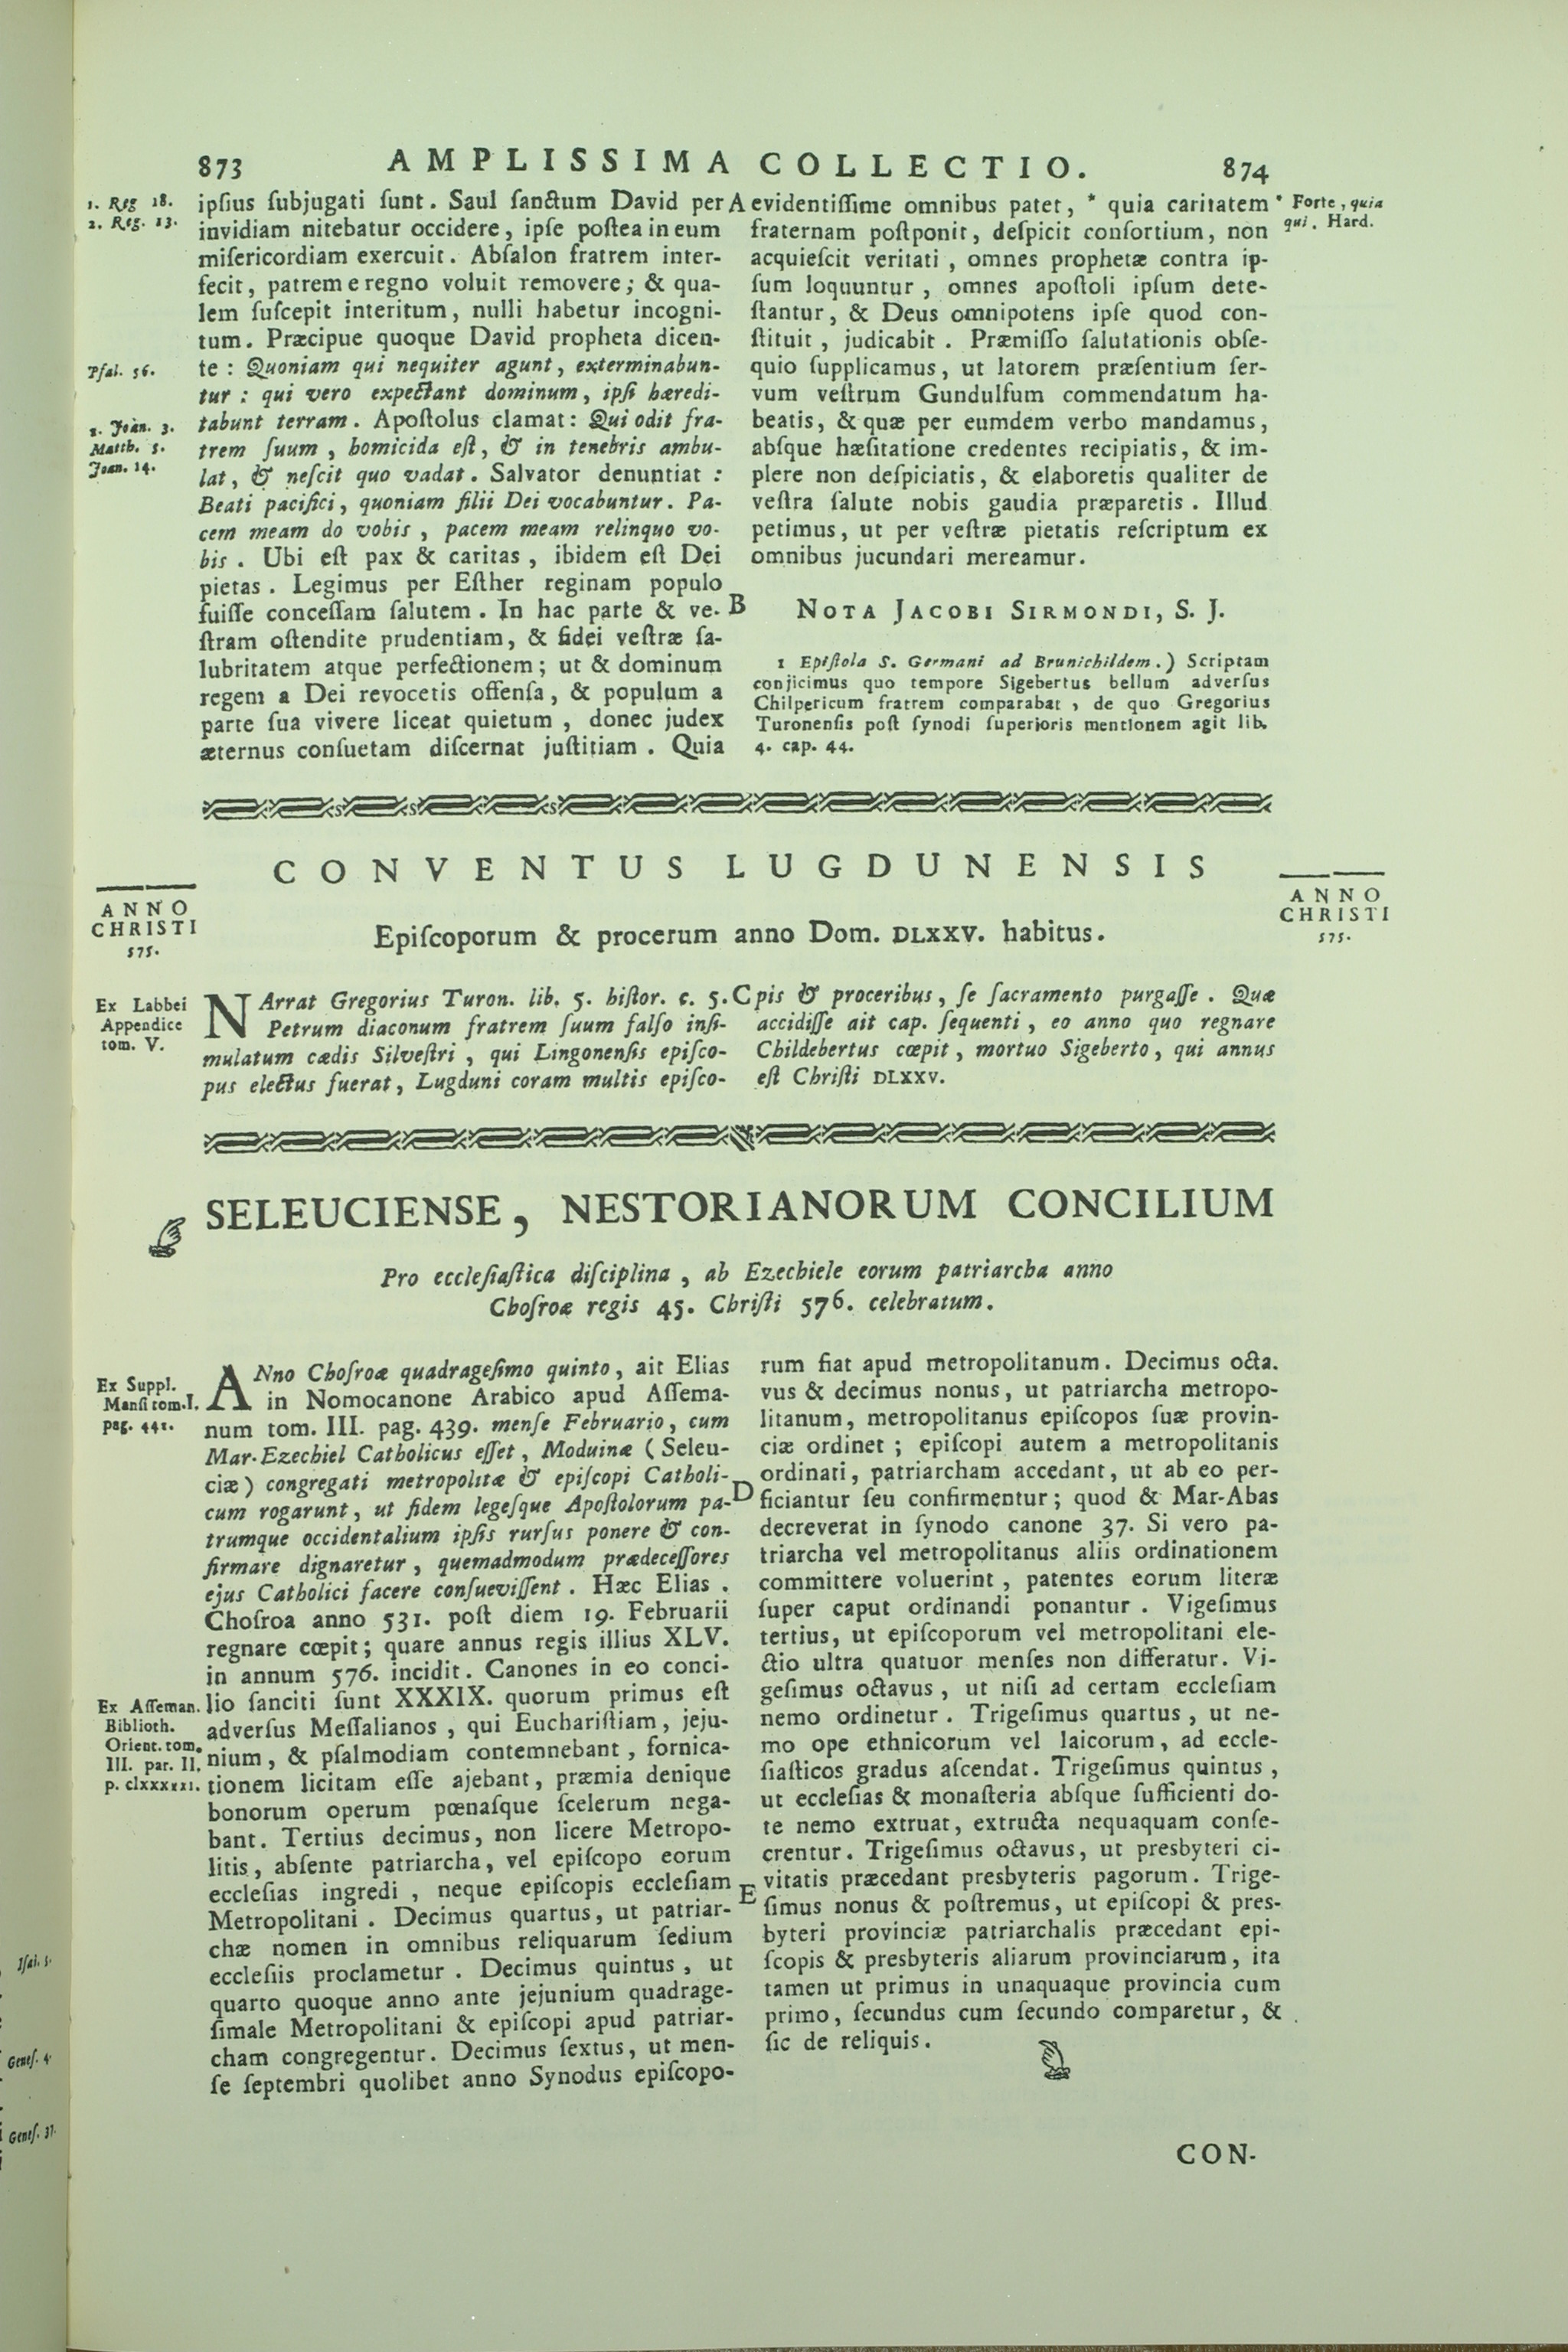 873
AMPLISSIMA COLLECTIO.
874
1. Reg 18.
2. Reg. 13.
ipſius ſubjugati ſunt. Saul ſanctum David per
invidiam nitebatur occidere, ipſe poſtea in eum
miſericordiam exercuit. Abſalon fratrem inter-
fecit, patrem e regno voluit removere; & qua-
lem ſuſcepit interitum, nulli habetur incogni-
tum. Præcipue quoque David propheta dicen-
Pſal. 36.
te: Quoniam qui nequiter agunt, exterminabun-
tur: qui vero expectant dominum, ipſi hæredi-
1. Joan. 3.
Matth. 5.
Joan. 14.
tabunt terram. Apoſtolus clamat: Qui odit fra-
trem ſuum, homicida eſt, & in tenebris ambu-
lat, & neſcit quo vadat. Salvator denuntiat:
Beati pacifici, quoniam filii Dei vocabuntur. Pa-
cem meam do vobis, pacem meam relinquo vo-
bis. Ubi eſt pax & caritas, ibidem eſt Dei
pietas. Legimus per Eſther reginam populo
fuiſſe conceſſam ſalutem. In hac parte & ve-
ſtram oſtendite prudentiam, & fidei veſtræ ſa-
lubritatem atque perfectionem; ut & dominum
regem a Dei revocetis offenſa, & populum a
parte ſua vivere liceat quietum, donec judex
æternus conſuetam diſcernat juſtitiam. Quia
A
evidentiſſime omnibus patet, * quia caritatem
* Forte, quia
qui. Hard.
fraternam poſtponit, deſpicit conſortium, non
acquieſcit veritati, omnes prophetæ contra ip-
ſum loquuntur, omnes apoſtoli ipſum dete-
ſtantur, & Deus omnipotens ipſe quod con-
ſtituit, judicabit. Præmiſſo ſalutationis obſe-
quio ſupplicamus, ut latorem præſentium ſer-
vum veſtrum Gundulfum commendatum ha-
beatis, & quæ per eumdem verbo mandamus,
abſque hæſitatione credentes recipiatis, & im-
plere non deſpiciatis, & elaboretis qualiter de
veſtra ſalute nobis gaudia præparetis. Illud
petimus, ut per veſtræ pietatis reſcriptum ex
omnibus jucundari mereamur.
B
NOTA JACOBI SIRMONDI, S. J.
1 Epiſtola S. Germani ad Brunichildem.) Scriptam
conjicimus quo tempore Sigebertus bellum adverſus
Chilpericum fratrem comparabat, de quo Gregorius
Turonenſis poſt ſynodi ſuperioris mentionem agit lib.
4. cap. 44.
CONVENTUS LUGDUNENSIS
ANNO
CHRISTI
575.
ANNO
CHRISTI
575.
Epiſcoporum & procerum anno Dom. DLXXV. habitus.
Ex Labbei
Appendice
tom. V.
NArrat Gregorius Turon. lib. 5. hiſtor. c. 5.
Petrum diaconum fratrem ſuum falſo inſi-
mulatum cædis Silveſtri, qui Lingonenſis epiſco-
pus electus fuerat, Lugduni coram multis epiſco-
C
pis & proceribus, ſe ſacramento purgaſſe. Quæ
accidiſſe ait cap. ſequenti, eo anno quo regnare
Childebertus cœpit, mortuo Sigeberto, qui annus
eſt Chriſti DLXXV.
SELEUCIENSE, NESTORIANORUM CONCILIUM
Pro eccleſiaſtica diſciplina, ab Ezechiele eorum patriarcha anno
Choſroæ regis 45. Chriſti 576. celebratum.
Ex Suppl.
Manſi tom. I.
pag. 441.
ANno Choſroæ quadrageſimo quinto, ait Elias
in Nomocanone Arabico apud Aſſema-
num tom. III. pag. 439. menſe Februario, cum
Mar-Ezechiel Catholicus eſſet, Moduinæ (Seleu-
ciæ) congregati metropolitæ & epiſcopi Catholi-
cum rogarunt, ut fidem legeſque Apoſtolorum pa-
trumque occidentalium ipſis rurſus ponere & con-
firmare dignaretur, quemadmodum prædeceſſores
ejus Catholici facere conſueviſſent. Hæc Elias.
Choſroa anno 531. poſt diem 19. Februarii
regnare cœpit; quare annus regis illius XLV.
in annum 576. incidit. Canones in eo conci-
Ex Aſſeman.
Biblioth.
Orient. tom.
III. par. II.
lio ſanciti ſunt XXXIX. quorum primus eſt
adverſus Meſſalianos, qui Euchariſtiam, jeju-
nium, & pſalmodiam contemnebant, fornica-
tionem licitam eſſe ajebant, præmia denique
bonorum operum pœnaſque ſcelerum nega-
bant. Tertius decimus, non licere Metropo-
litis, abſente patriarcha, vel epiſcopo eorum
eccleſias ingredi, neque epiſcopis eccleſiam
Metropolitani. Decimus quartus, ut patriar-
chæ nomen in omnibus reliquarum ſedium
eccleſiis proclametur. Decimus quintus, ut
quarto quoque anno ante jejunium quadrage-
ſimale Metropolitani & epiſcopi apud patriar-
cham congregentur. Decimus ſextus, ut men-
ſe ſeptembri quolibet anno Synodus epiſcopo-
rum fiat apud metropolitanum. Decimus octa.
vus & decimus nonus, ut patriarcha metropo-
litanum, metropolitanus epiſcopos ſuæ provin-
ciæ ordinet; epiſcopi autem a metropolitanis
ordinati, patriarcham accedant, ut ab eo per-
D
ficiantur ſeu confirmentur; quod & Mar-Abas
decreverat in ſynodo canone 37. Si vero pa-
triarcha vel metropolitanus aliis ordinationem
committere voluerint, patentes eorum literæ
ſuper caput ordinandi ponantur. Vigeſimus
tertius, ut epiſcoporum vel metropolitani ele-
ctio ultra quatuor menſes non differatur. Vi-
geſimus octavus, ut niſi ad certam eccleſiam
nemo ordinetur. Trigeſimus quartus, ut ne-
mo ope ethnicorum vel laicorum, ad eccle-
ſiaſticos gradus aſcendat. Trigeſimus quintus,
ut eccleſias & monaſteria abſque ſufficienti do-
te nemo extruat, extructa nequaquam conſe-
crentur. Trigeſimus octavus, ut presbyteri ci-
vitatis præcedant presbyteris pagorum. Trige-
E
ſimus nonus & poſtremus, ut epiſcopi & pres-
byteri provinciæ patriarchalis præcedant epi-
ſcopis & presbyteris aliarum provinciarum, ita
tamen ut primus in unaquaque provincia cum
primo, ſecundus cum ſecundo comparetur, &
ſic de reliquis.
CON-
Iſai. 5.
Geneſ. 4.
Geneſ. 37.